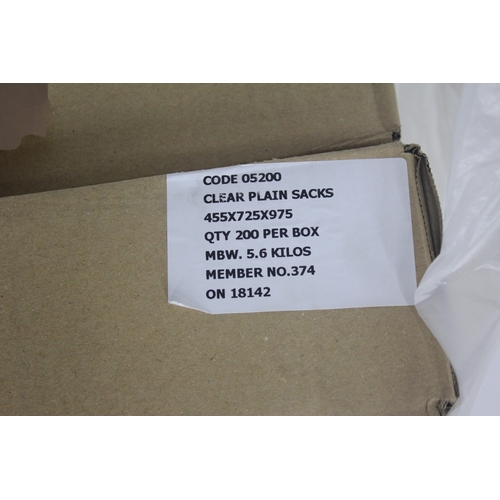 CODE 05200
CLEAR PLAIN SACKS
455X725X975
QTY 200 PER BOX
MBW. 5.6 KILOS
MEMBER NO.374
ON 18142